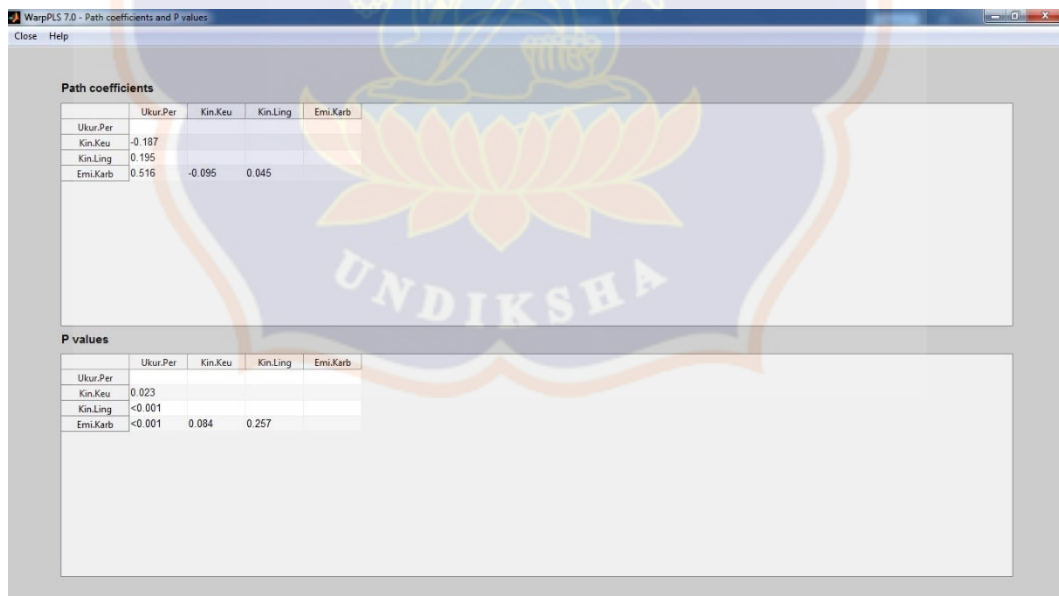 WarpPLS 7.0 - Path coefficients and P values
Close Help
Path coefficients
Ukur.Per Kin.Keu Kin.Ling Emi.Karb
Ukur.Per
Kin.Keu -0.187
Kin.Ling 0.195
Emi.Karb 0.516 -0.095 0.045
UNDIKSHA
P values
Ukur.Per Kin.Keu Kin.Ling Emi.Karb
Ukur.Per
Kin.Keu 0.023
Kin.Ling <0.001
Emi.Karb <0.001 0.084 0.257